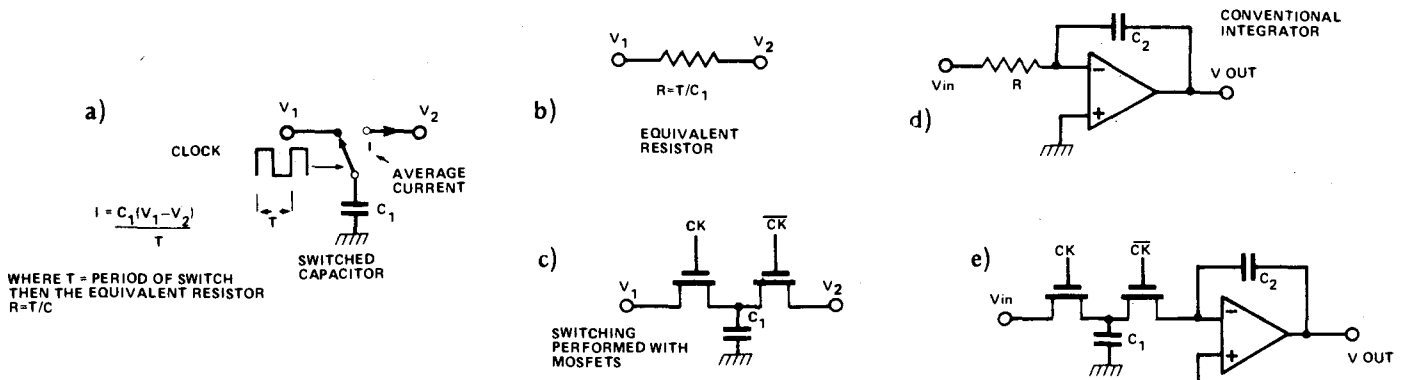 a)
V1
V2
CLOCK
I
AVERAGE
CURRENT
T
C1
I = C1(V1–V2)
T
SWITCHED
CAPACITOR
WHERE T = PERIOD OF SWITCH
THEN THE EQUIVALENT RESISTOR
R=T/C
b)
V1
V2
R=T/C1
EQUIVALENT
RESISTOR
c)
CK
CK
V1
V2
C1
SWITCHING
PERFORMED WITH
MOSFETS
d)
CONVENTIONAL
INTEGRATOR
C2
Vin
R
–
+
V OUT
e)
CK
CK
C2
Vin
C1
–
+
V OUT